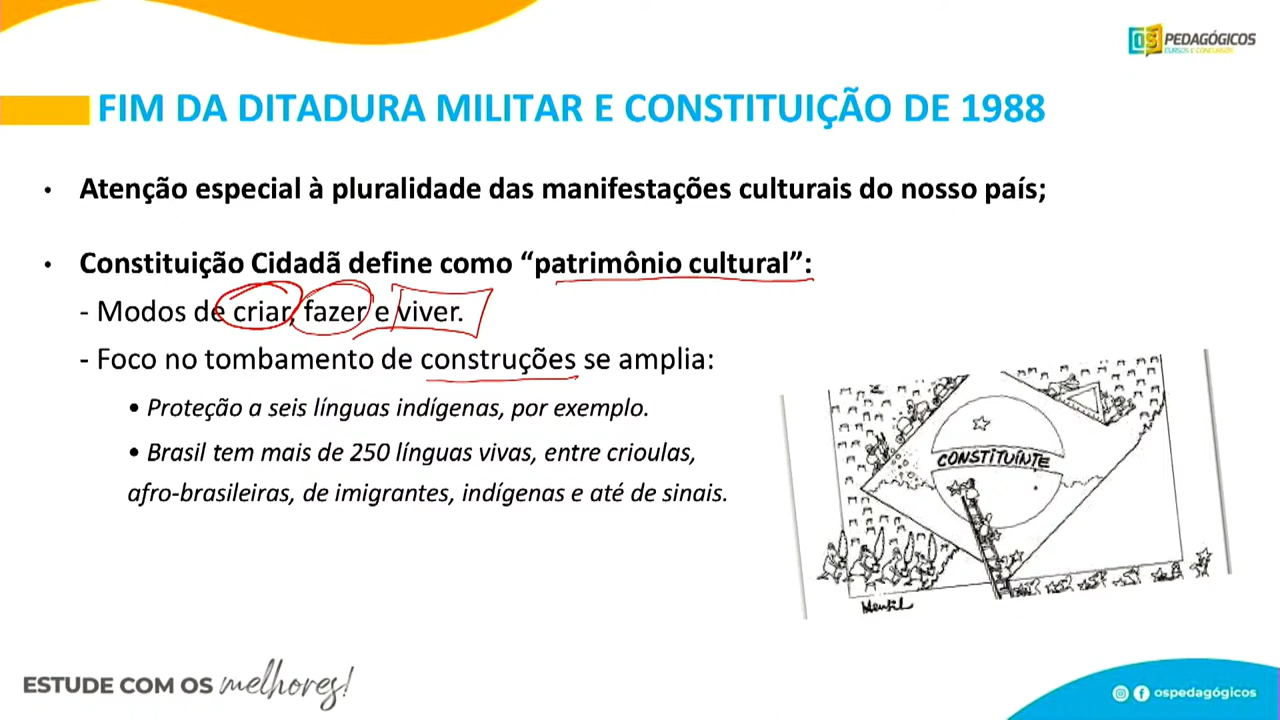 OS PEDAGÓGICOS
CURSOS E CONCURSOS
FIM DA DITADURA MILITAR E CONSTITUIÇÃO DE 1988
• Atenção especial à pluralidade das manifestações culturais do nosso país;
• Constituição Cidadã define como “patrimônio cultural”:
- Modos de criar, fazer e viver.
- Foco no tombamento de construções se amplia:
• Proteção a seis línguas indígenas, por exemplo.
• Brasil tem mais de 250 línguas vivas, entre crioulas,
afro-brasileiras, de imigrantes, indígenas e até de sinais.
CONSTITUINTE
Henfil
ESTUDE COM OS melhores!
ospedagógicos